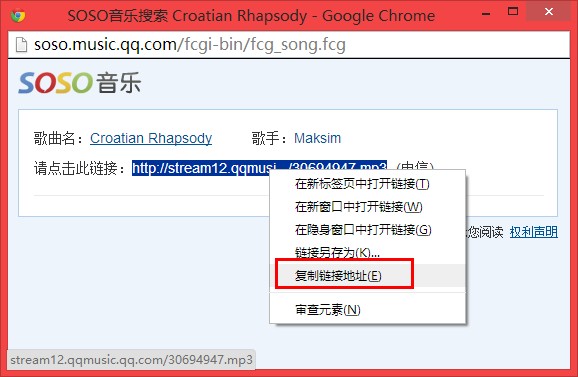 SOSO音乐搜索 Croatian Rhapsody - Google Chrome
soso.music.qq.com/fcgi-bin/fcg_song.fcg
SOSO音乐
歌曲名：Croatian Rhapsody 歌手：Maksim
请点击此链接：http://stream12.qqmusi.../30694947.mp3 (电信)
在新标签页中打开链接(T)
在新窗口中打开链接(W)
在隐身窗口中打开链接(G)
您阅读 权利声明
链接另存为(K)...
复制链接地址(E)
审查元素(N)
stream12.qqmusic.qq.com/30694947.mp3